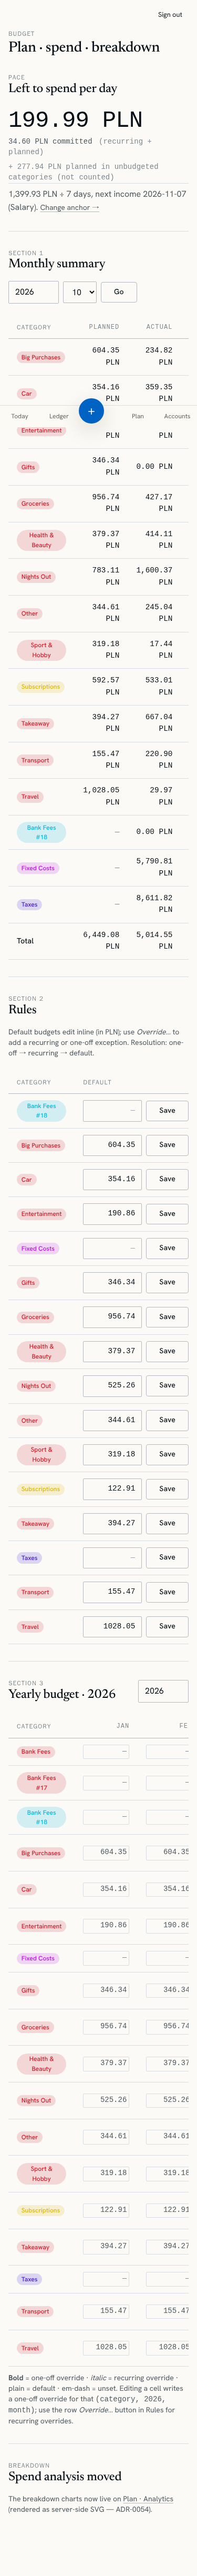 Sign out
BUDGET
Plan · spend · breakdown
PACE
Left to spend per day
199.99 PLN
34.60 PLN committed (recurring +
planned)
+ 277.94 PLN planned in unbudgeted
categories (not counted)
1,399.93 PLN ÷ 7 days, next income 2026-11-07
(Salary). Change anchor →
SECTION 1
Monthly summary
2026 10 Go
CATEGORY PLANNED ACTUAL
Big Purchases 604.35 PLN 234.82 PLN
Car 354.16 359.35
Today Ledger + Plan Accounts
Entertainment PLN PLN
Gifts 346.34 PLN 0.00 PLN
Groceries 956.74 PLN 427.17 PLN
Health & Beauty 379.37 PLN 414.11 PLN
Nights Out 783.11 PLN 1,600.37 PLN
Other 344.61 PLN 245.04 PLN
Sport & Hobby 319.18 PLN 17.44 PLN
Subscriptions 592.57 PLN 533.01 PLN
Takeaway 394.27 PLN 667.04 PLN
Transport 155.47 PLN 220.90 PLN
Travel 1,028.05 PLN 29.97 PLN
Bank Fees #18 — 0.00 PLN
Fixed Costs — 5,790.81 PLN
Taxes — 8,611.82 PLN
Total 6,449.08 PLN 5,014.55 PLN
SECTION 2
Rules
Default budgets edit inline (in PLN); use Override… to
add a recurring or one-off exception. Resolution: one-
off → recurring → default.
CATEGORY DEFAULT
Bank Fees #18 — Save
Big Purchases 604.35 Save
Car 354.16 Save
Entertainment 190.86 Save
Fixed Costs — Save
Gifts 346.34 Save
Groceries 956.74 Save
Health & Beauty 379.37 Save
Nights Out 525.26 Save
Other 344.61 Save
Sport & Hobby 319.18 Save
Subscriptions 122.91 Save
Takeaway 394.27 Save
Taxes — Save
Transport 155.47 Save
Travel 1028.05 Save
SECTION 3
Yearly budget · 2026 2026
CATEGORY JAN FE
Bank Fees — —
Bank Fees #17 — —
Bank Fees #18 — —
Big Purchases 604.35 604.35
Car 354.16 354.16
Entertainment 190.86 190.86
Fixed Costs — —
Gifts 346.34 346.34
Groceries 956.74 956.74
Health & Beauty 379.37 379.37
Nights Out 525.26 525.26
Other 344.61 344.61
Sport & Hobby 319.18 319.18
Subscriptions 122.91 122.91
Takeaway 394.27 394.27
Taxes — —
Transport 155.47 155.47
Travel 1028.05 1028.05
Bold = one-off override · italic = recurring override ·
plain = default · em-dash = unset. Editing a cell writes
a one-off override for that (category, 2026,
month); use the row Override… button in Rules for
recurring overrides.
BREAKDOWN
Spend analysis moved
The breakdown charts now live on Plan · Analytics
(rendered as server-side SVG — ADR-0054).